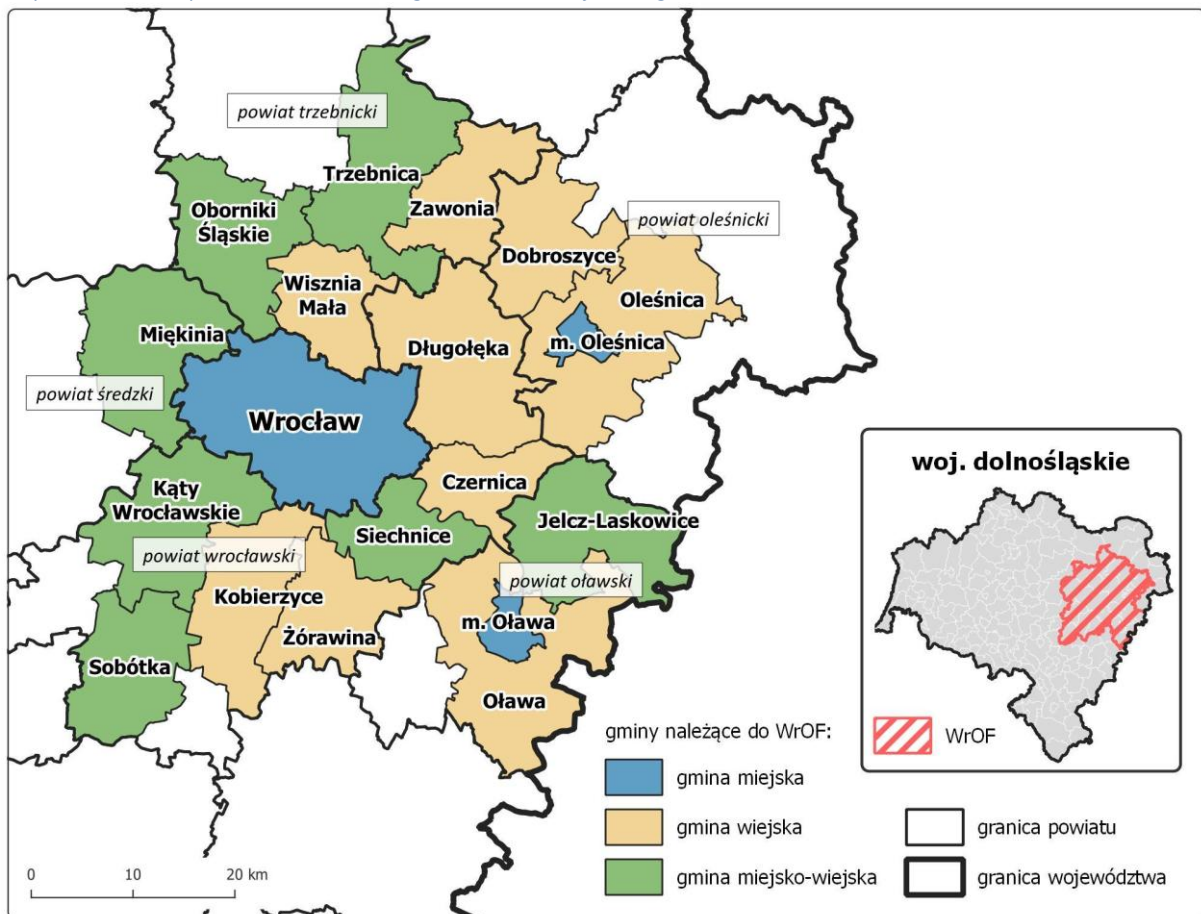 powiat trzebnicki
Trzebnica
Oborniki
Śląskie
Zawonia
powiat oleśnicki
Dobroszyce
Wisznia
Mała
Oleśnica
Miękinia
Długołęka
m. Oleśnica
powiat średzki
Wrocław
Czernica
Kąty
Wrocławskie
Siechnice
Jelcz-Laskowice
powiat wrocławski
powiat oławski
Kobierzyce
m. Oława
Żórawina
Sobótka
Oława
woj. dolnośląskie
WrOF
gminy należące do WrOF:
gmina miejska
gmina wiejska
gmina miejsko-wiejska
granica powiatu
granica województwa
0 10 20 km